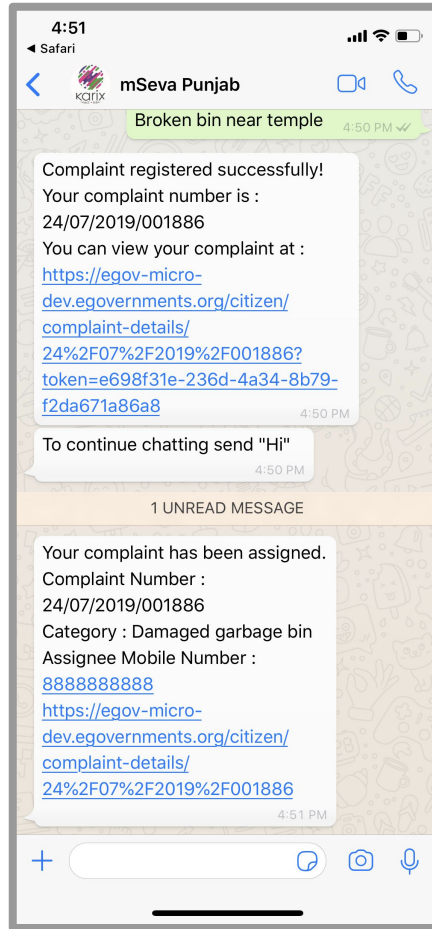 4:51
◀ Safari
karix
mSeva Punjab
Broken bin near temple
4:50 PM
Complaint registered successfully!
Your complaint number is :
24/07/2019/001886
You can view your complaint at :
https://egov-micro-
dev.egovernments.org/citizen/
complaint-details/
24%2F07%2F2019%2F001886?
token=e698f31e-236d-4a34-8b79-
f2da671a86a8
4:50 PM
To continue chatting send "Hi"
4:50 PM
1 UNREAD MESSAGE
Your complaint has been assigned.
Complaint Number :
24/07/2019/001886
Category : Damaged garbage bin
Assignee Mobile Number :
8888888888
https://egov-micro-
dev.egovernments.org/citizen/
complaint-details/
24%2F07%2F2019%2F001886
4:51 PM